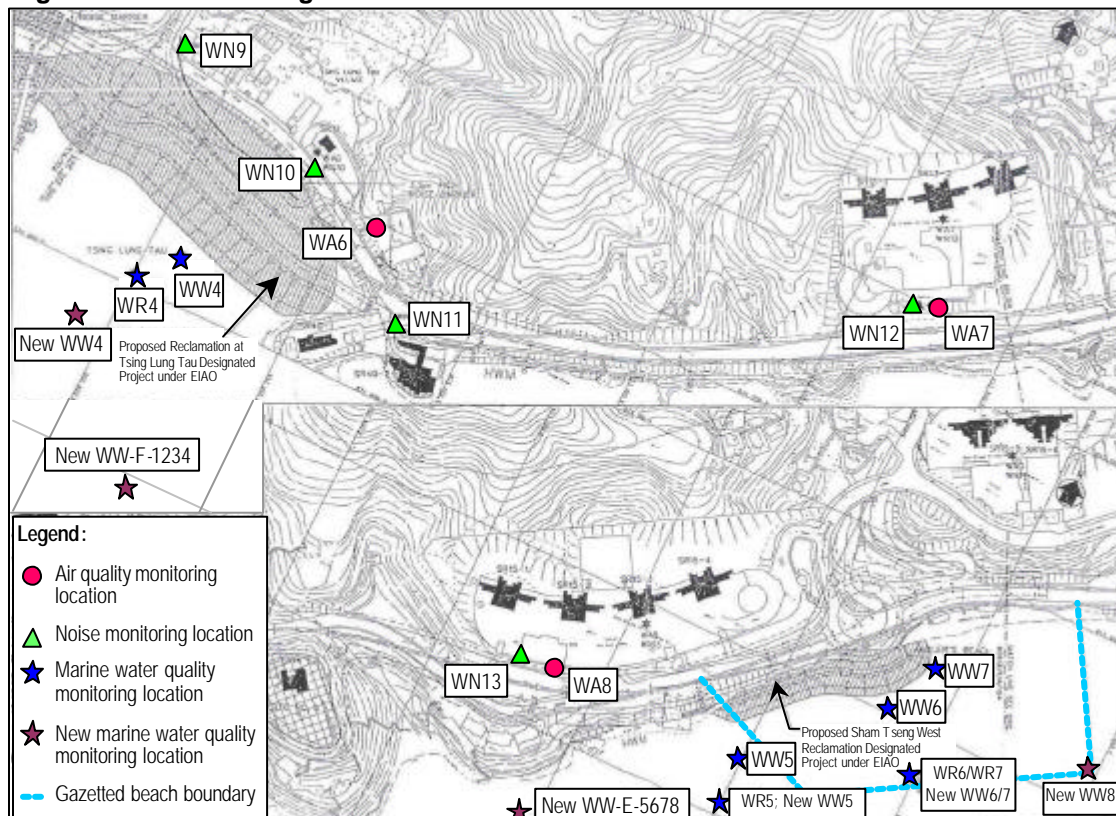 WN9
WN10
WA6
TSING LUNG TAU
WW4
WR4
New WW4
Proposed Reclamation at
Tsing Lung Tau Designated
Project under EIAO
WN11
WN12
WA7
New WW-F-1234
Legend:
Air quality monitoring
location
Noise monitoring location
Marine water quality
monitoring location
New marine water quality
monitoring location
Gazetted beach boundary
WN13
WA8
WW7
WW6
Proposed Sham Tseng West
Reclamation Designated
Project under EIAO
WW5
WR6/WR7
New WW6/7
New WW8
WR5; New WW5
New WW-E-5678